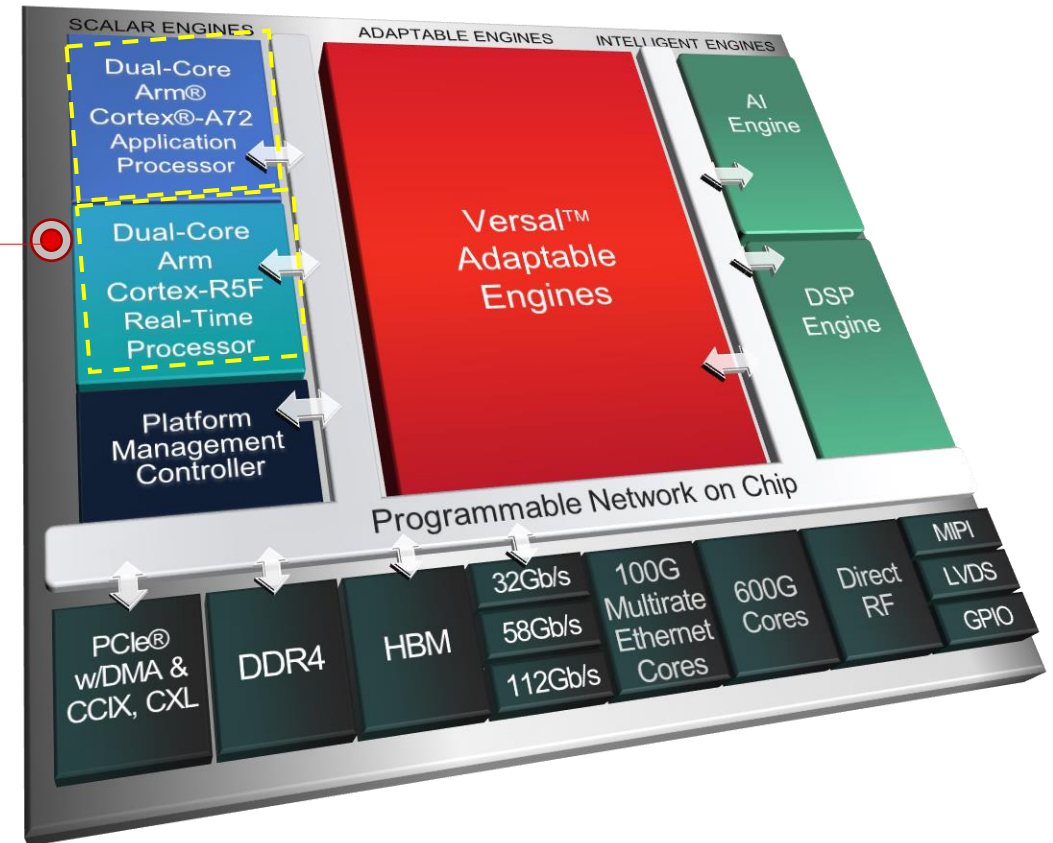 SCALAR ENGINES
ADAPTABLE ENGINES
INTELLIGENT ENGINES
Dual-Core
Arm®
Cortex®-A72
Application
Processor
Dual-Core
Arm
Cortex-R5F
Real-Time
Processor
Platform
Management
Controller
Versal™
Adaptable
Engines
AI
Engine
DSP
Engine
Programmable Network on Chip
PCIe®
w/DMA &
CCIX, CXL
DDR4
HBM
32Gb/s
58Gb/s
112Gb/s
100G
Multirate
Ethernet
Cores
600G
Cores
Direct
RF
MIPI
LVDS
GPIO